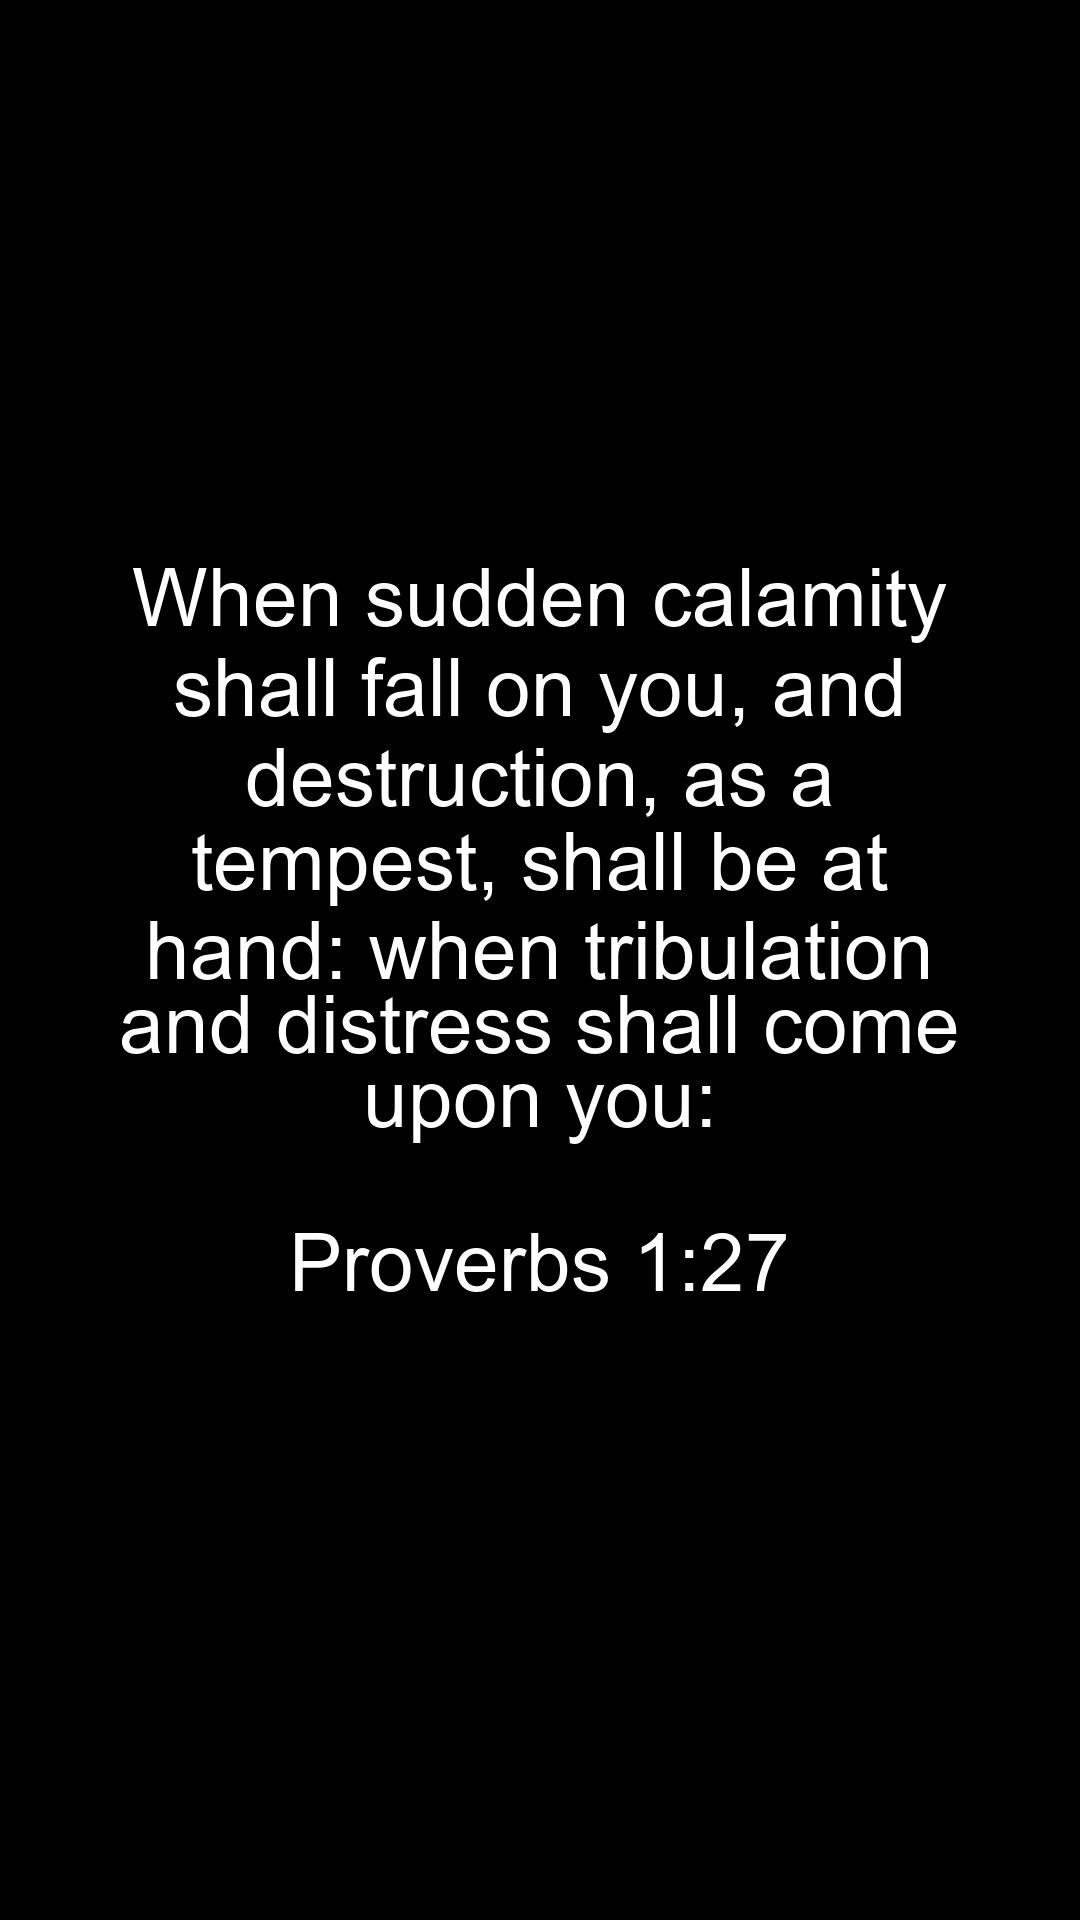 When sudden calamity
shall fall on you, and
destruction, as a
tempest, shall be at
hand: when tribulation
and distress shall come
upon you:
Proverbs 1:27